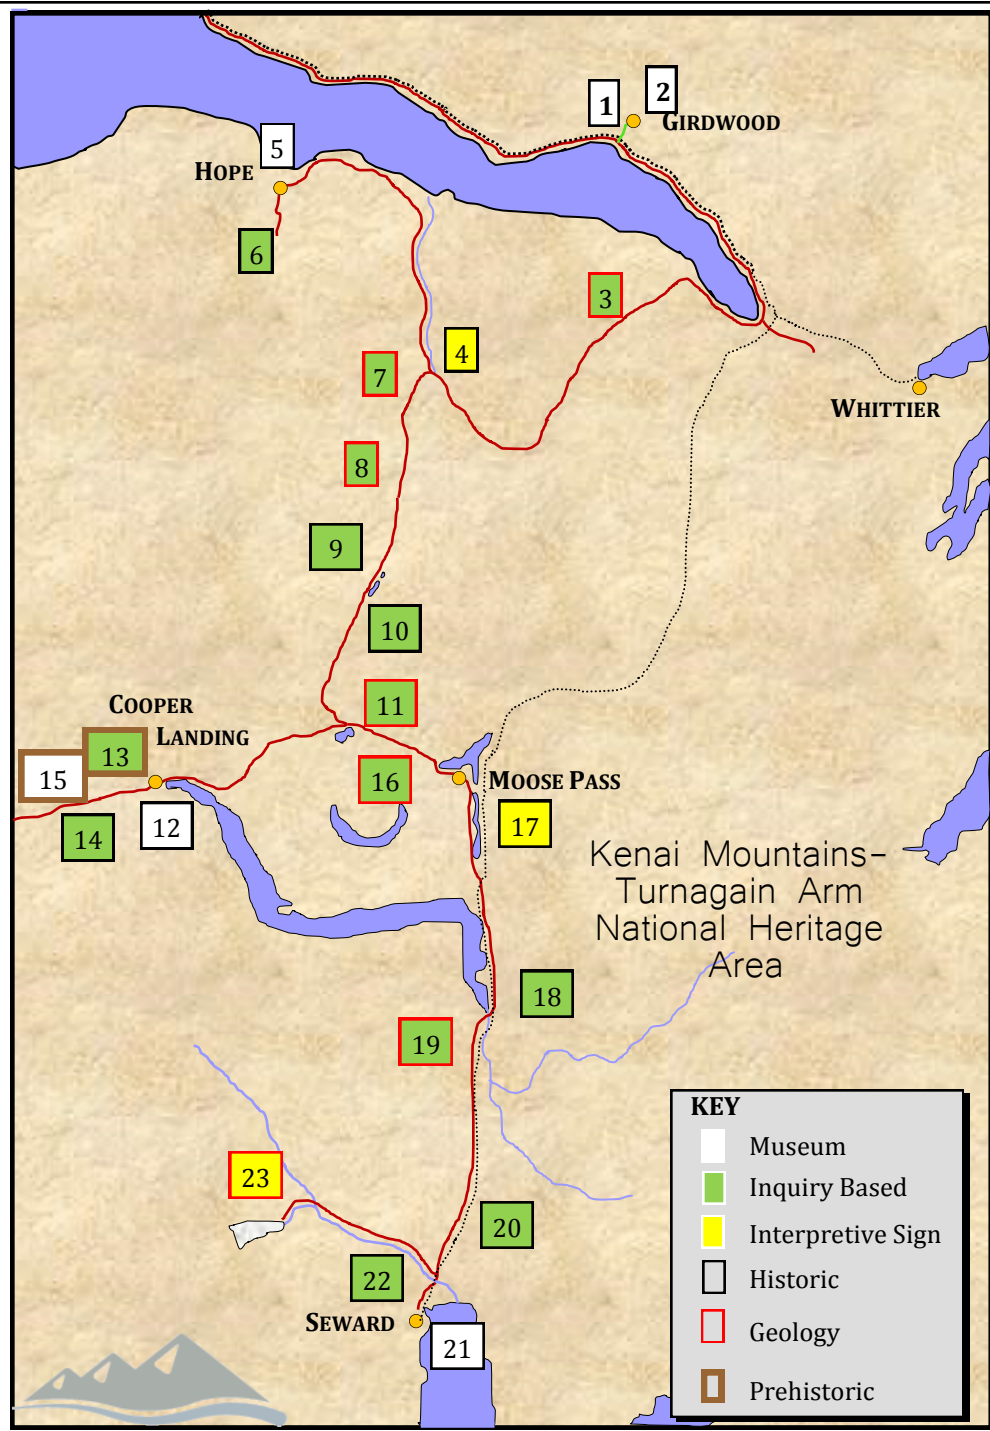 1
2
GIRDWOOD
5
HOPE
6
3
4
7
WHITTIER
8
9
10
COOPER
LANDING
11
13
15
16
MOOSE PASS
12
14
17
Kenai Mountains-
Turnagain Arm
National Heritage
Area
18
19
23
20
22
SEWARD
21
KEY
Museum
Inquiry Based
Interpretive Sign
Historic
Geology
Prehistoric